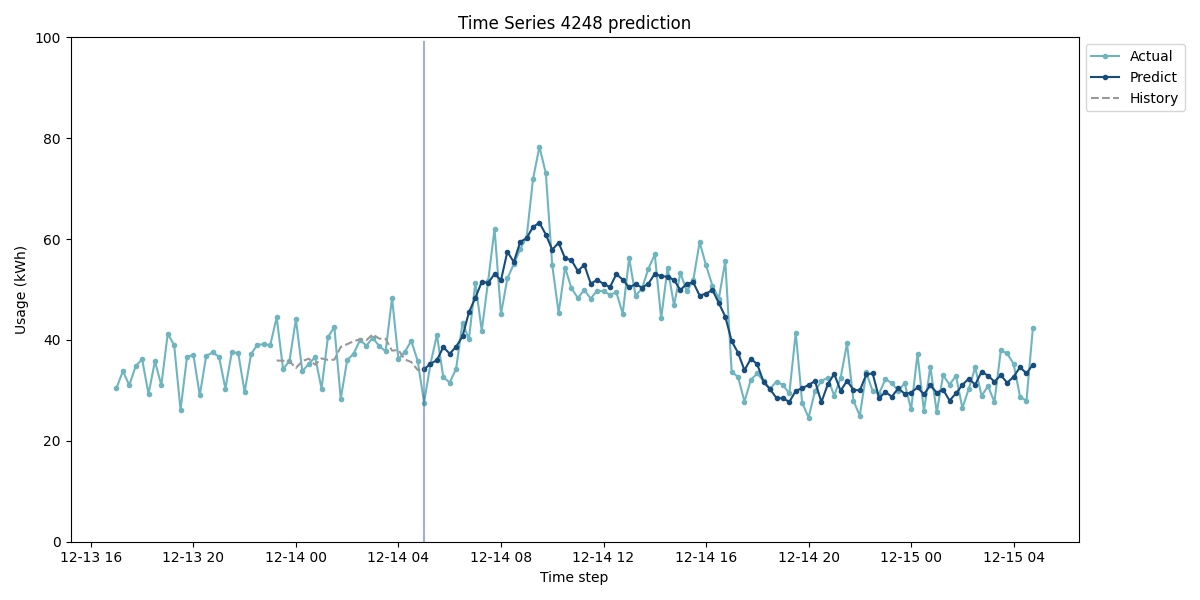 Time Series 4248 prediction
100
80
60
40
20
0
Usage (kWh)
12-13 16
12-13 20
12-14 00
12-14 04
12-14 08
12-14 12
12-14 16
12-14 20
12-15 00
12-15 04
Time step
Actual
Predict
History